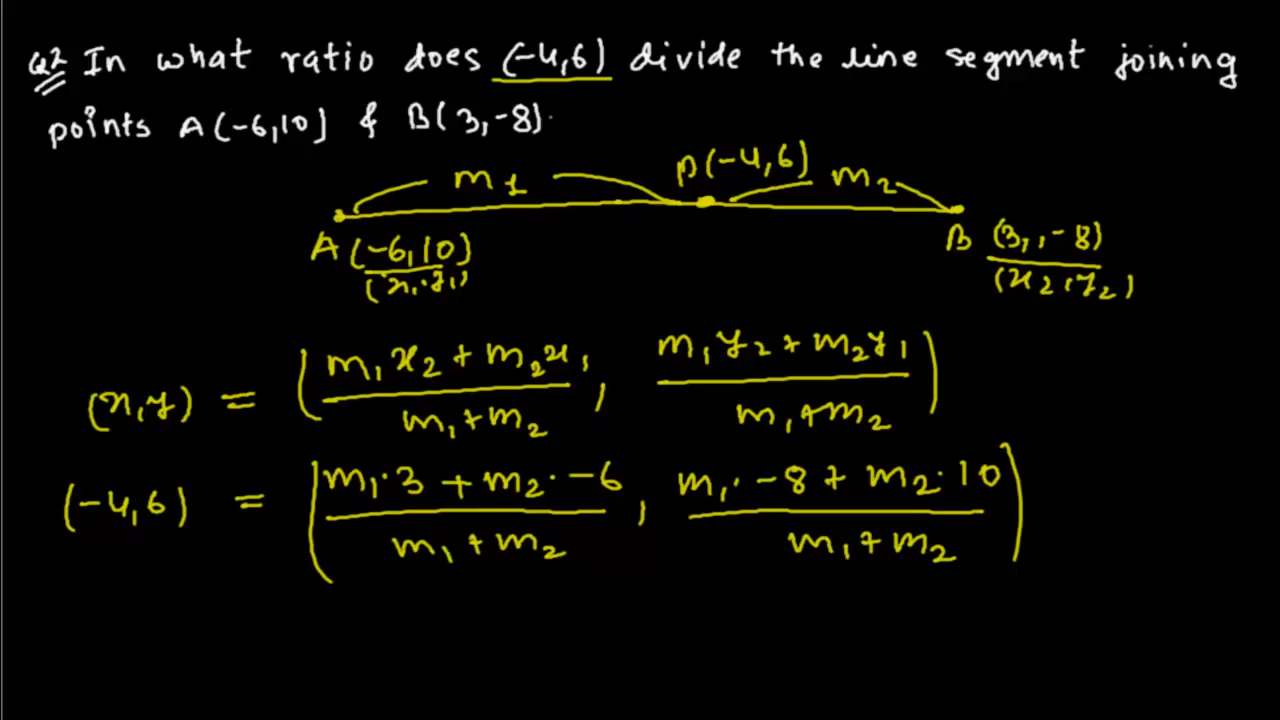 Q2 In what ratio does (-4,6) divide the line segment joining
points A(-6,10) & B(3,-8).
m1 P(-4,6) m2
A (-6,10) B (3,-8)
(x1,y1) (x2,y2)
(x,y) = ( m1x2 + m2x1 / m1+m2 , m1y2 + m2y1 / m1+m2 )
(-4,6) = ( m1·3 + m2·-6 / m1+m2 , m1·-8 + m2·10 / m1+m2 )